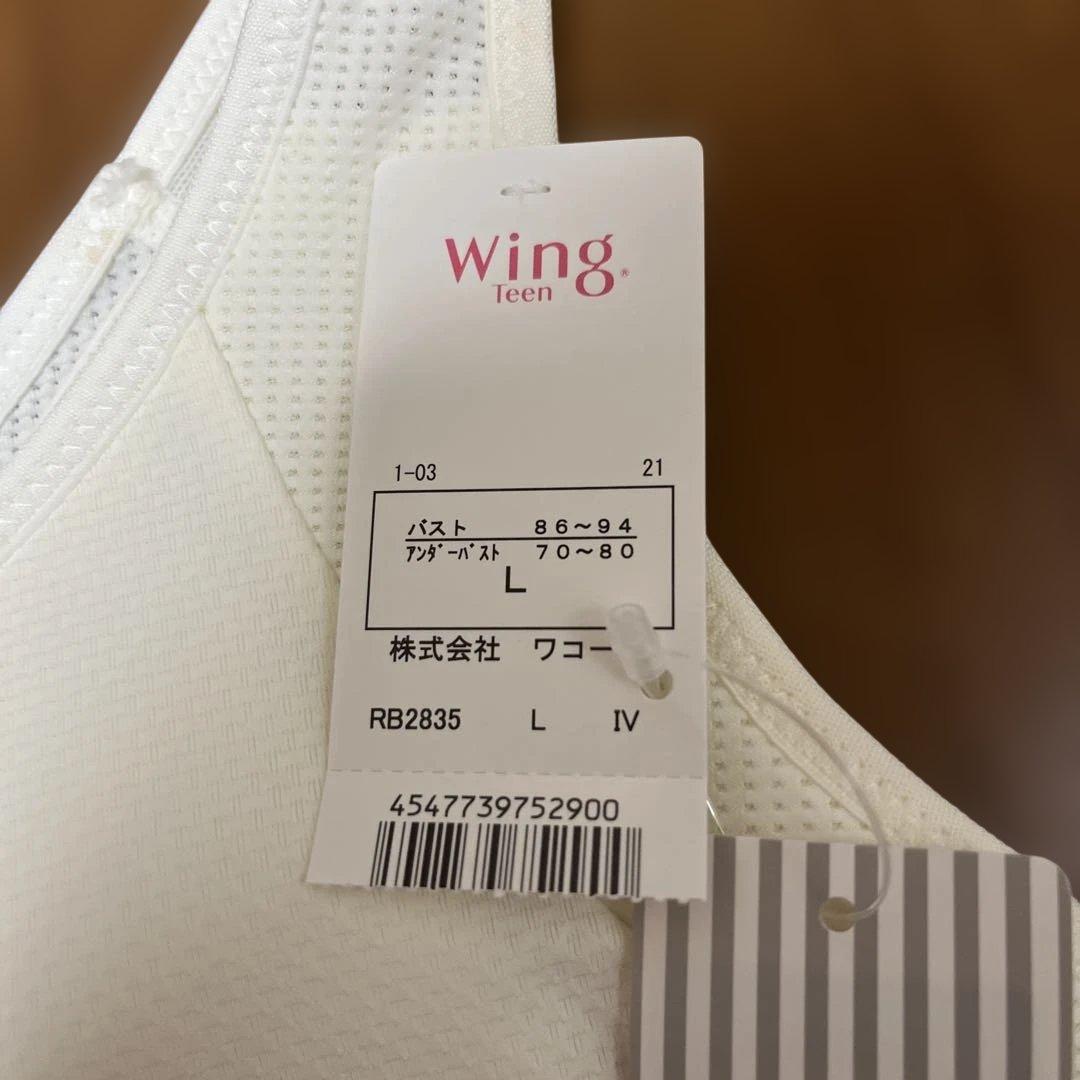 Wing®
Teen
1-03 21
バスト 86～94
ｱﾝﾀﾞｰﾊﾞｽﾄ 70～80
L
株式会社 ワコー
RB2835 L IV
4547739752900